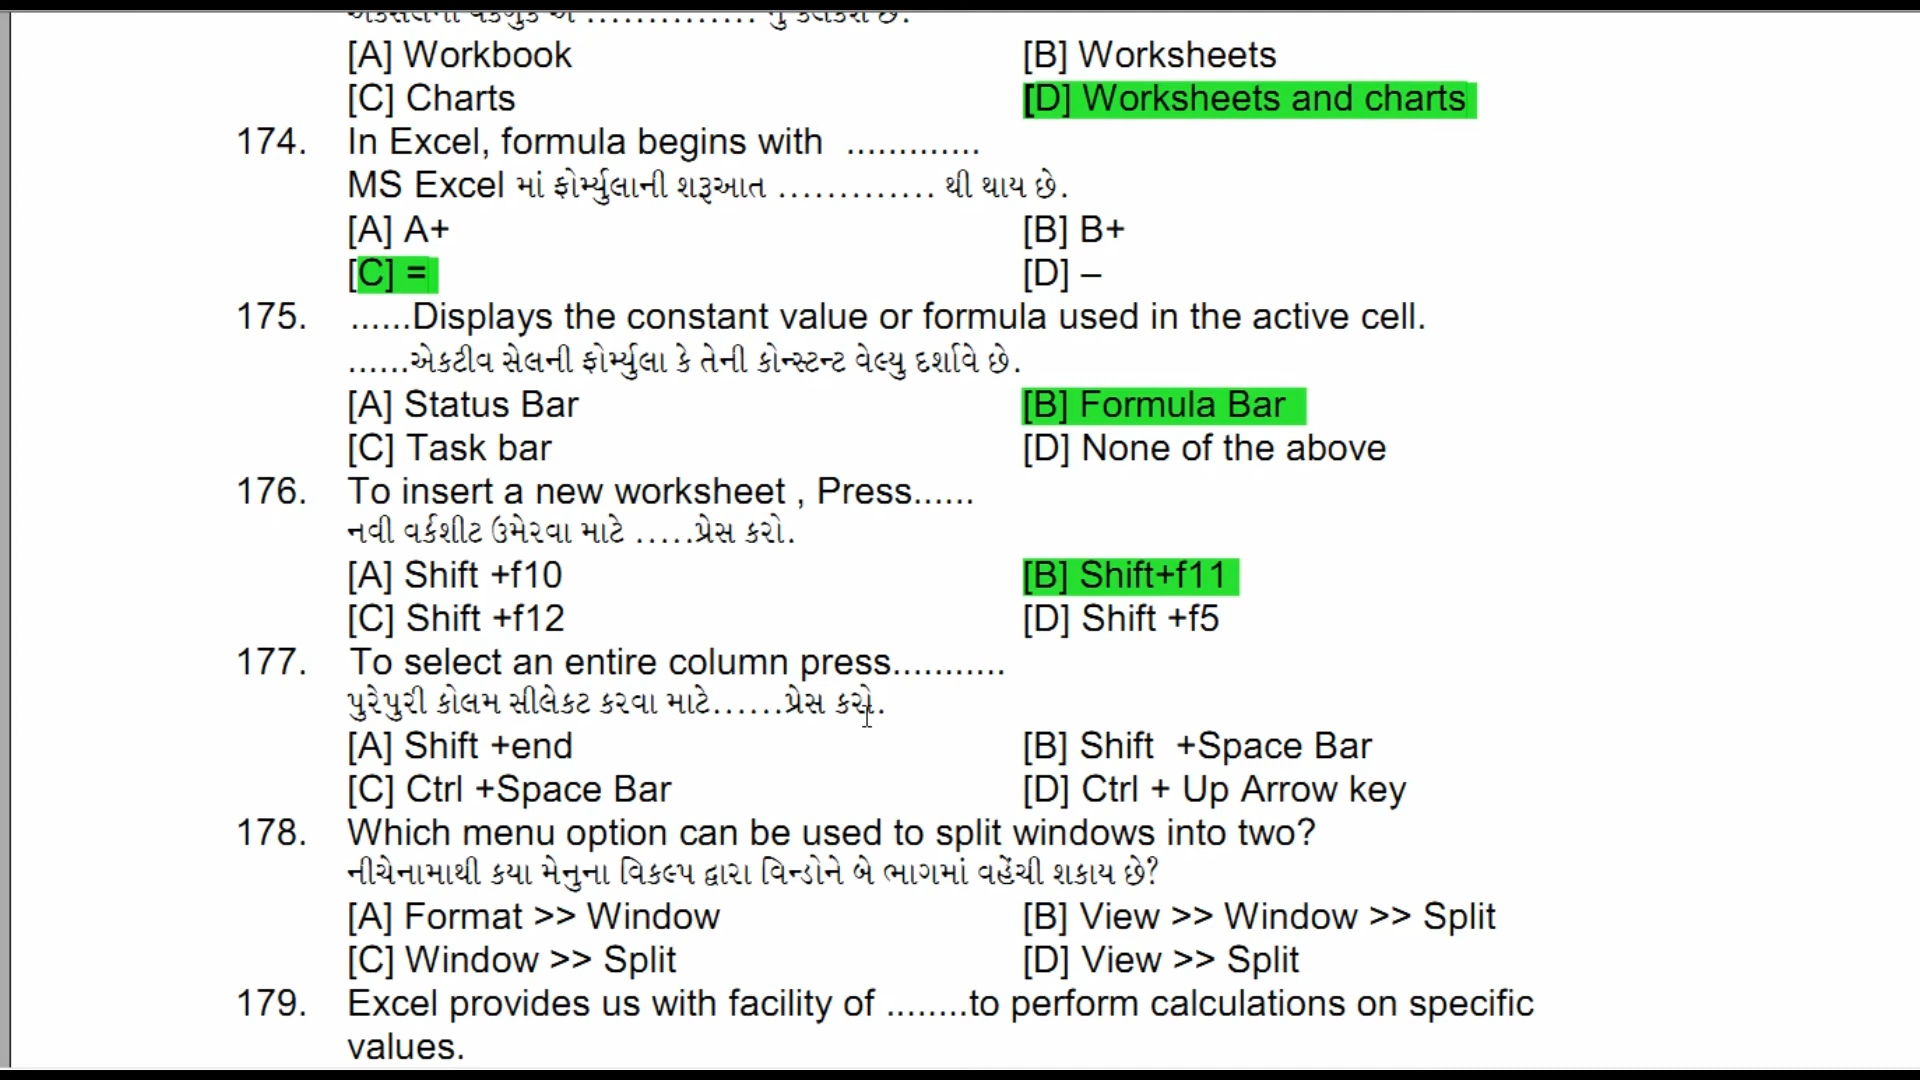 [A] Workbook [B] Worksheets
[C] Charts [D] Worksheets and charts
174. In Excel, formula begins with .............
MS Excel માં ફોર્મ્યુલાની શરૂઆત ............. થી થાય છે.
[A] A+ [B] B+
[C] = [D] –
175. ......Displays the constant value or formula used in the active cell.
......એકટીવ સેલની ફોર્મ્યુલા કે તેની કોન્સ્ટન્ટ વેલ્યુ દર્શાવે છે.
[A] Status Bar [B] Formula Bar
[C] Task bar [D] None of the above
176. To insert a new worksheet , Press......
નવી વર્કશીટ ઉમેરવા માટે .....પ્રેસ કરો.
[A] Shift +f10 [B] Shift+f11
[C] Shift +f12 [D] Shift +f5
177. To select an entire column press...........
પુરેપુરી કોલમ સીલેકટ કરવા માટે......પ્રેસ કરો.
[A] Shift +end [B] Shift +Space Bar
[C] Ctrl +Space Bar [D] Ctrl + Up Arrow key
178. Which menu option can be used to split windows into two?
નીચેનામાથી કયા મેનુના વિકલ્પ દ્વારા વિન્ડોને બે ભાગમાં વહેંચી શકાય છે?
[A] Format >> Window [B] View >> Window >> Split
[C] Window >> Split [D] View >> Split
179. Excel provides us with facility of ........to perform calculations on specific
values.